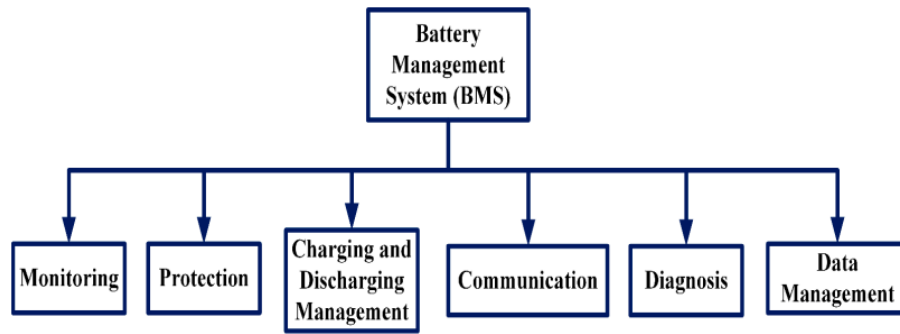 Battery
Management
System (BMS)
Monitoring
Protection
Charging and
Discharging
Management
Communication
Diagnosis
Data
Management